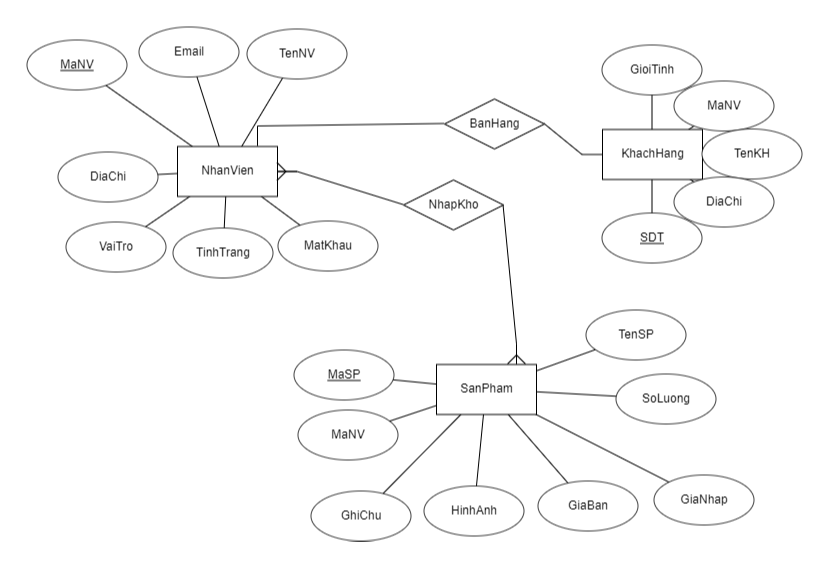 MaNV
Email
TenNV
DiaChi
NhanVien
VaiTro
TinhTrang
MatKhau
BanHang
NhapKho
GioiTinh
MaNV
KhachHang
TenKH
DiaChi
SDT
MaSP
MaNV
SanPham
TenSP
SoLuong
GhiChu
HinhAnh
GiaBan
GiaNhap